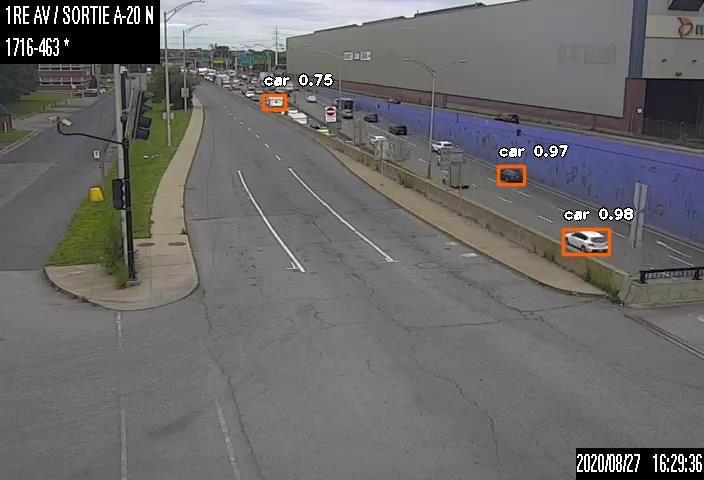 1RE AV / SORTIE A-20 N
1716-463 *
car 0.75
car 0.97
car 0.98
2020/08/27 16:29:36